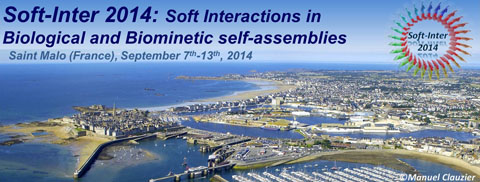 Soft-Inter 2014: Soft Interactions in
Biological and Biominetic self-assemblies
Saint Malo (France), September 7th-13th, 2014
Soft-Inter
2014
©Manuel Clauzier